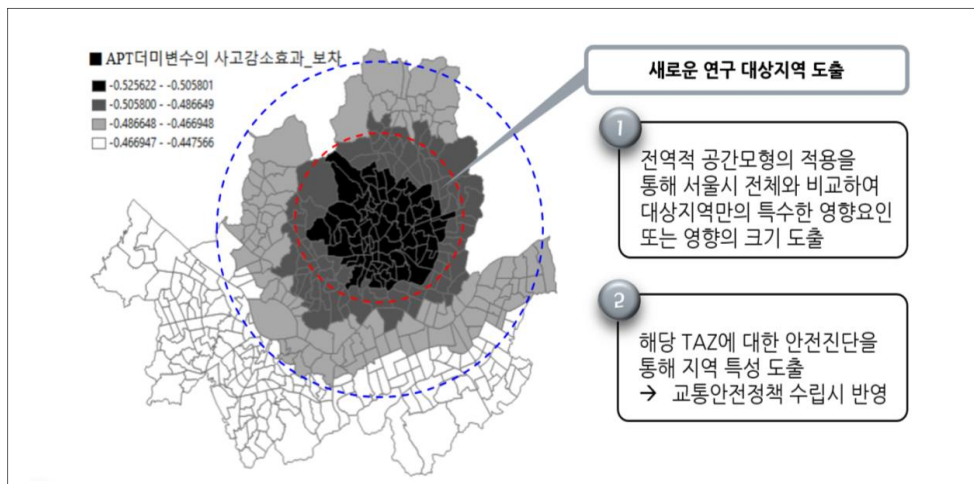 ■ APT더미변수의 사고감소효과_보차
-0.525622 - -0.505801
-0.505800 - -0.486649
-0.486648 - -0.466948
-0.466947 - -0.447566
새로운 연구 대상지역 도출
1
전역적 공간모형의 적용을
통해 서울시 전체와 비교하여
대상지역만의 특수한 영향요인
또는 영향의 크기 도출
2
해당 TAZ에 대한 안전진단을
통해 지역 특성 도출
→ 교통안전정책 수립시 반영